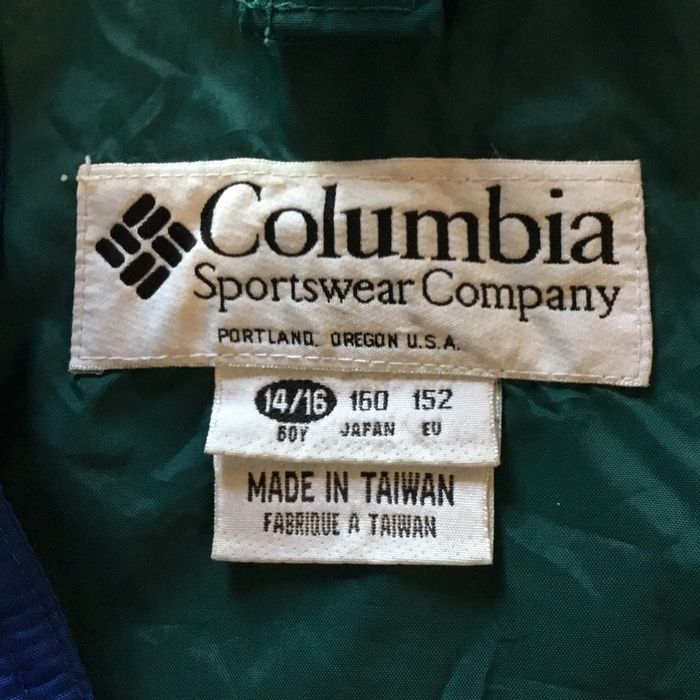 Columbia
Sportswear Company
PORTLAND, OREGON U.S.A.
14/16 160 152
BOY JAPAN EU
MADE IN TAIWAN
FABRIQUE A TAIWAN